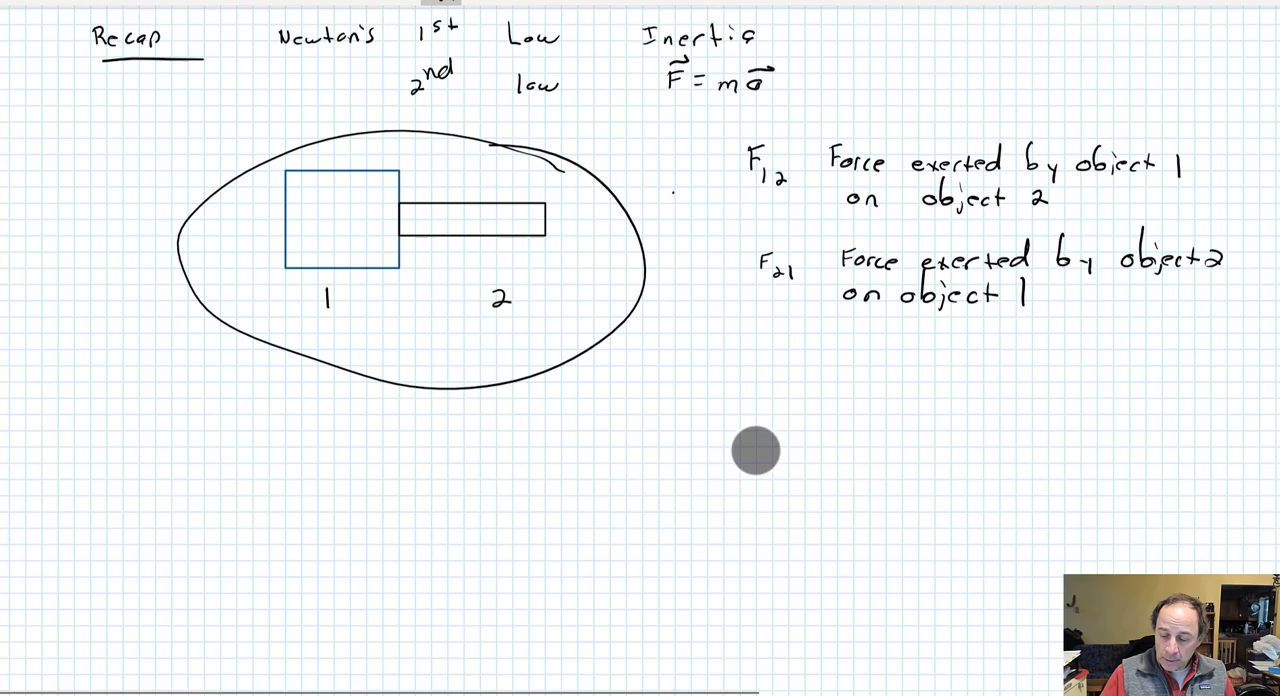 Recap Newton's 1st Law Inertia
2nd law F⃗ = m a⃗
F12 Force exerted by object 1
on object 2
F21 Force exerted by object 2
on object 1
1 2